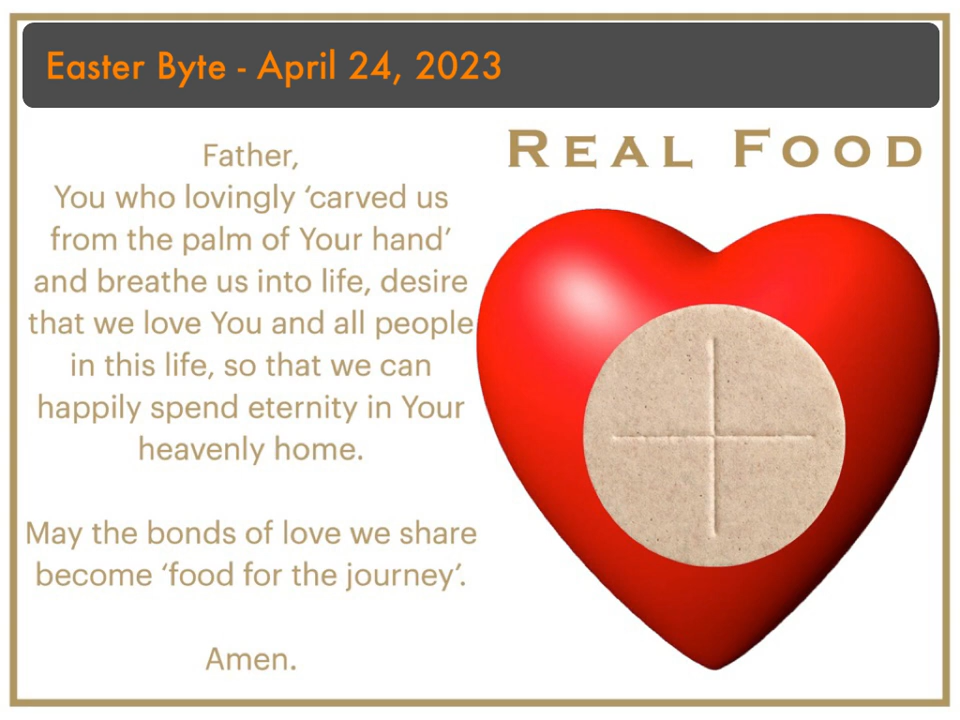 Easter Byte - April 24, 2023
REAL FOOD
Father,
You who lovingly ‘carved us
from the palm of Your hand’
and breathe us into life, desire
that we love You and all people
in this life, so that we can
happily spend eternity in Your
heavenly home.
May the bonds of love we share
become ‘food for the journey’.
Amen.